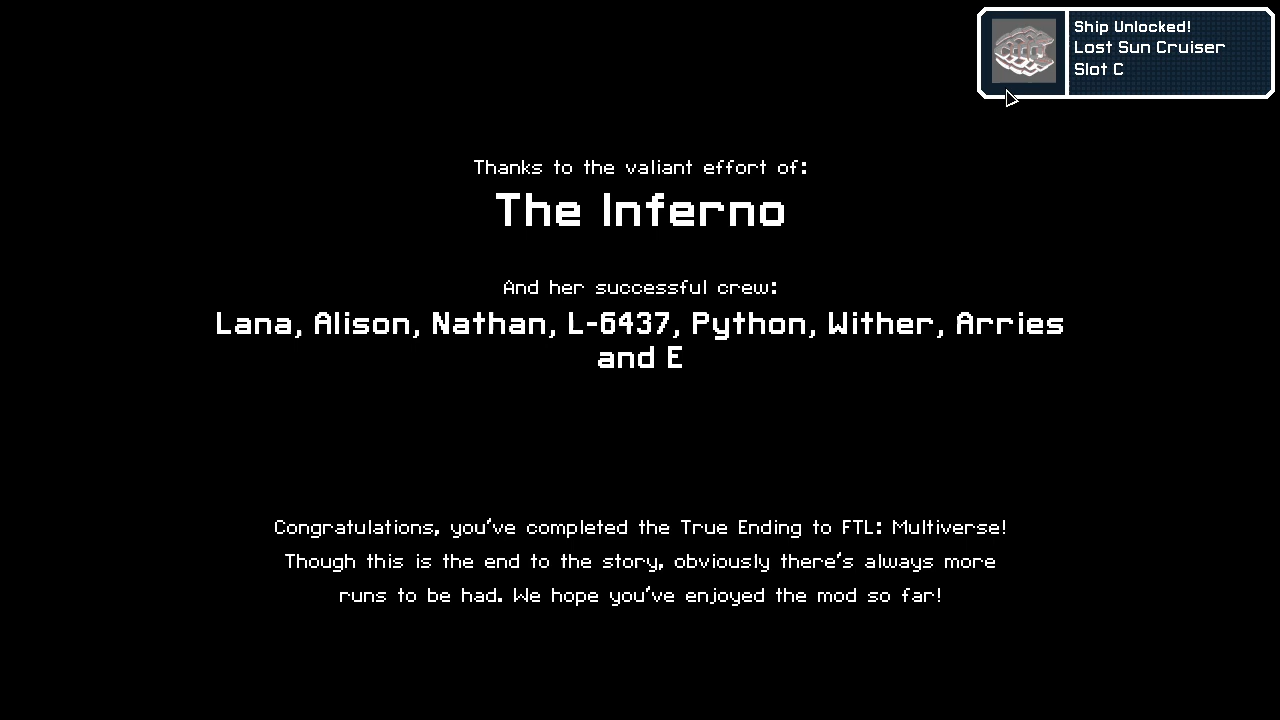 Ship Unlocked!
Lost Sun Cruiser
Slot C
Thanks to the valiant effort of:
The Inferno
And her successful crew:
Lana, Alison, Nathan, L-6437, Python, Wither, Arries
and E
Congratulations, you've completed the True Ending to FTL: Multiverse!
Though this is the end to the story, obviously there's always more
runs to be had. We hope you've enjoyed the mod so far!